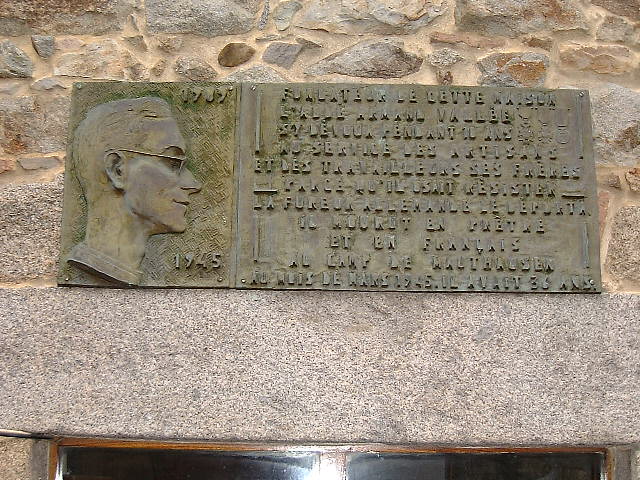 1909
1945
FONDATEUR DE CETTE MAISON
L'ABBÉ ARMAND VALLÉE
S'Y DÉVOUA PENDANT 10 ANS
AU SERVICE DES ARTISANS
ET DES TRAVAILLEURS SES FRÈRES
PARCE QU'IL OSAIT RÉSISTER
LA FUREUR ALLEMANDE LE DÉPORTA
IL MOURUT EN PRÊTRE
ET EN FRANÇAIS
AU CAMP DE MAUTHAUSEN
AU MOIS DE MARS 1945. IL AVAIT 36 ANS.